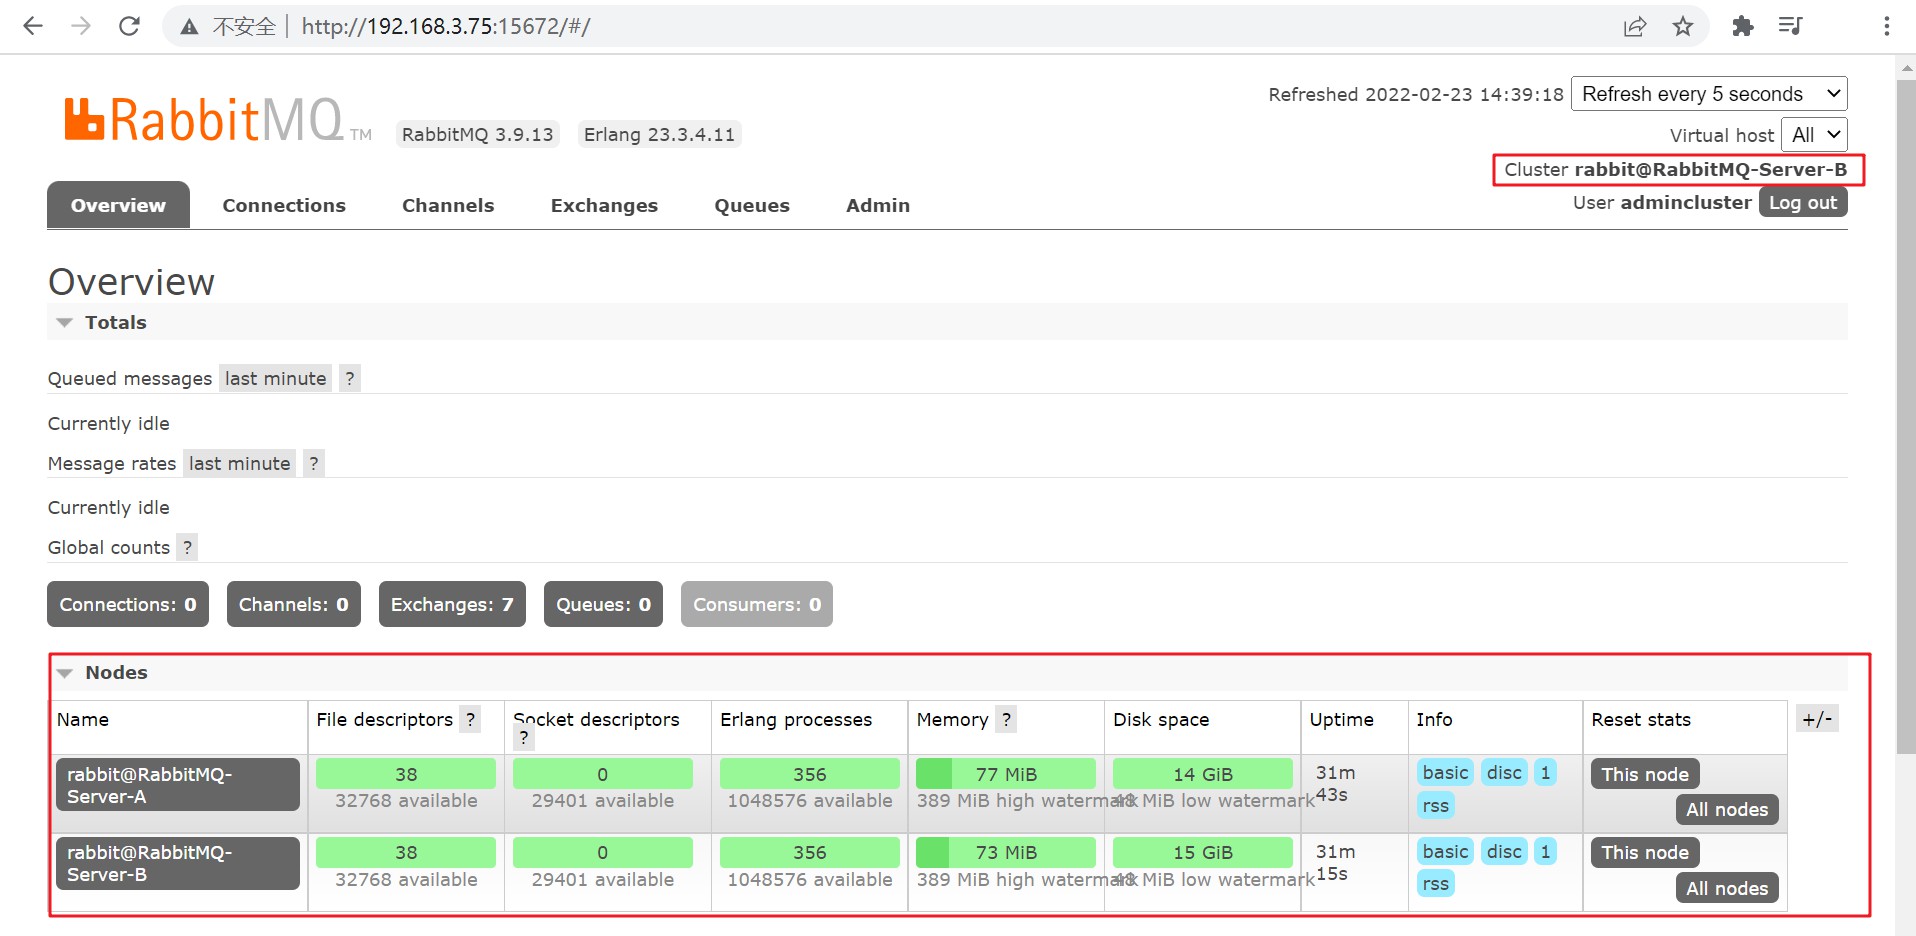 不安全 http://192.168.3.75:15672/#/
RabbitMQ TM RabbitMQ 3.9.13 Erlang 23.3.4.11
Refreshed 2022-02-23 14:39:18 Refresh every 5 seconds
Virtual host All
Cluster rabbit@RabbitMQ-Server-B
User admincluster Log out
Overview Connections Channels Exchanges Queues Admin
Overview
Totals
Queued messages last minute ?
Currently idle
Message rates last minute ?
Currently idle
Global counts ?
Connections: 0 Channels: 0 Exchanges: 7 Queues: 0 Consumers: 0
Nodes
Name File descriptors ? Socket descriptors ? Erlang processes Memory ? Disk space Uptime Info Reset stats +/-
rabbit@RabbitMQ-Server-A 38 0 356 77 MiB 14 GiB 31m 43s basic disc 1 rss This node All nodes
32768 available 29401 available 1048576 available 389 MiB high watermark 48 MiB low watermark
rabbit@RabbitMQ-Server-B 38 0 356 73 MiB 15 GiB 31m 15s basic disc 1 rss This node All nodes
32768 available 29401 available 1048576 available 389 MiB high watermark 48 MiB low watermark